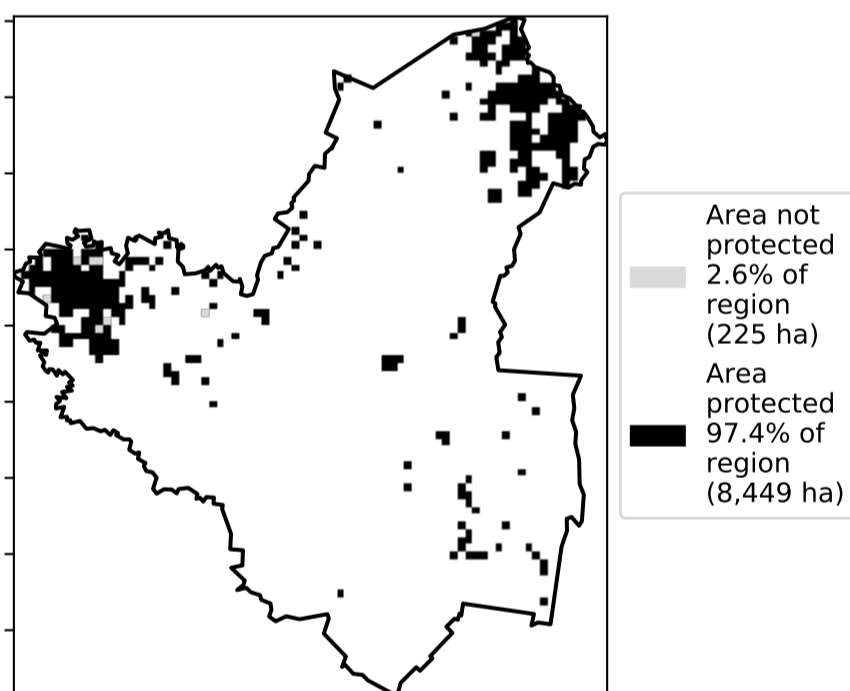 Area not
protected
2.6% of
region
(225 ha)
Area
protected
97.4% of
region
(8,449 ha)